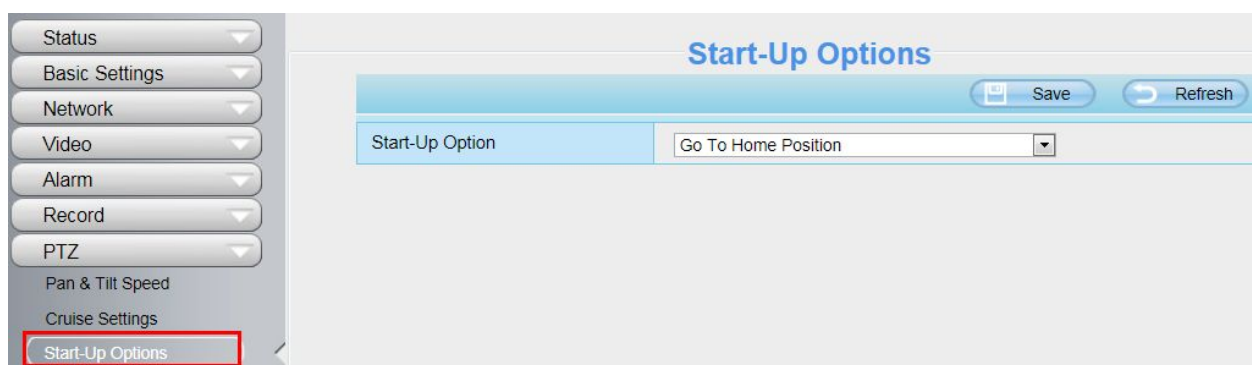 Status
Basic Settings
Network
Video
Alarm
Record
PTZ
Pan & Tilt Speed
Cruise Settings
Start-Up Options
Start-Up Options
Save Refresh
Start-Up Option Go To Home Position